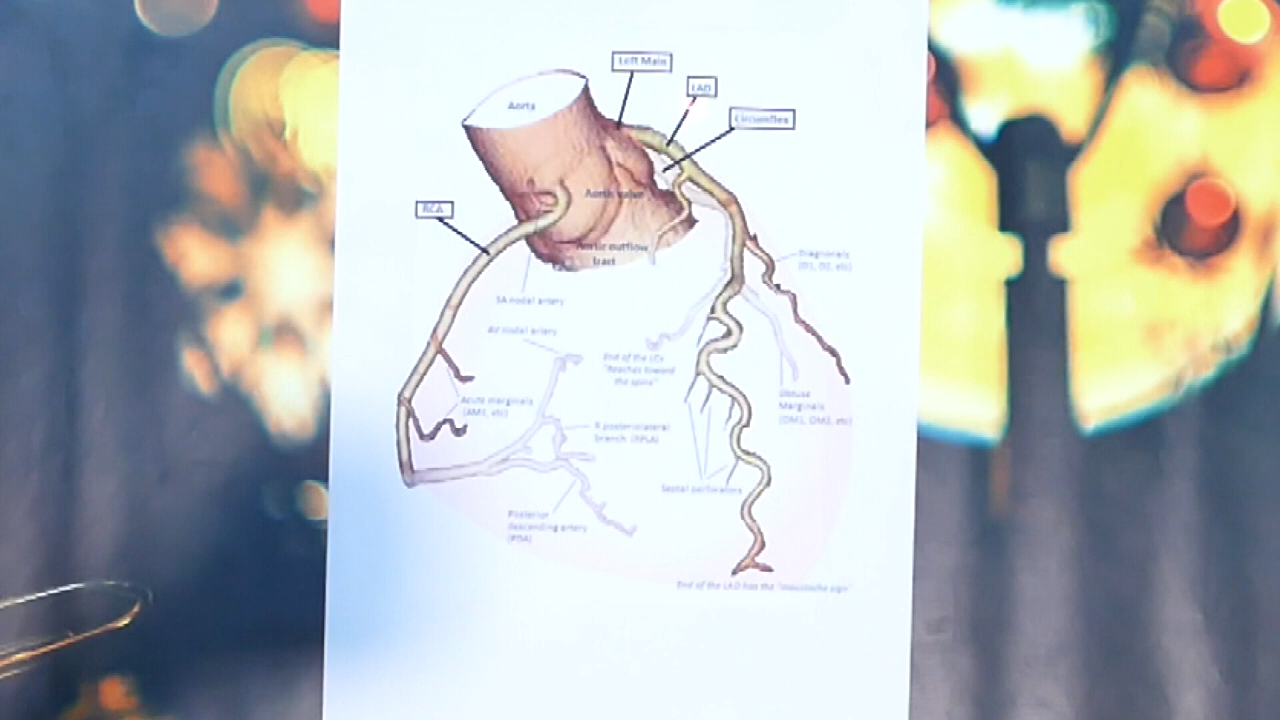 Left Main
LAD
Aorta
Circumflex
Aortic valve
RCA
Aortic outflow
tract
Diagonals
(D1, D2, etc)
SA nodal artery
AV nodal artery
End of the LCx
"Reaches toward
the spine"
Acute marginals
(AM1, etc)
Obtuse
Marginals
(OM1, OM2, etc)
R posterolateral
branch (RPLA)
Septal perforators
Posterior
descending artery
(PDA)
End of the LAD has the "moustache sign"